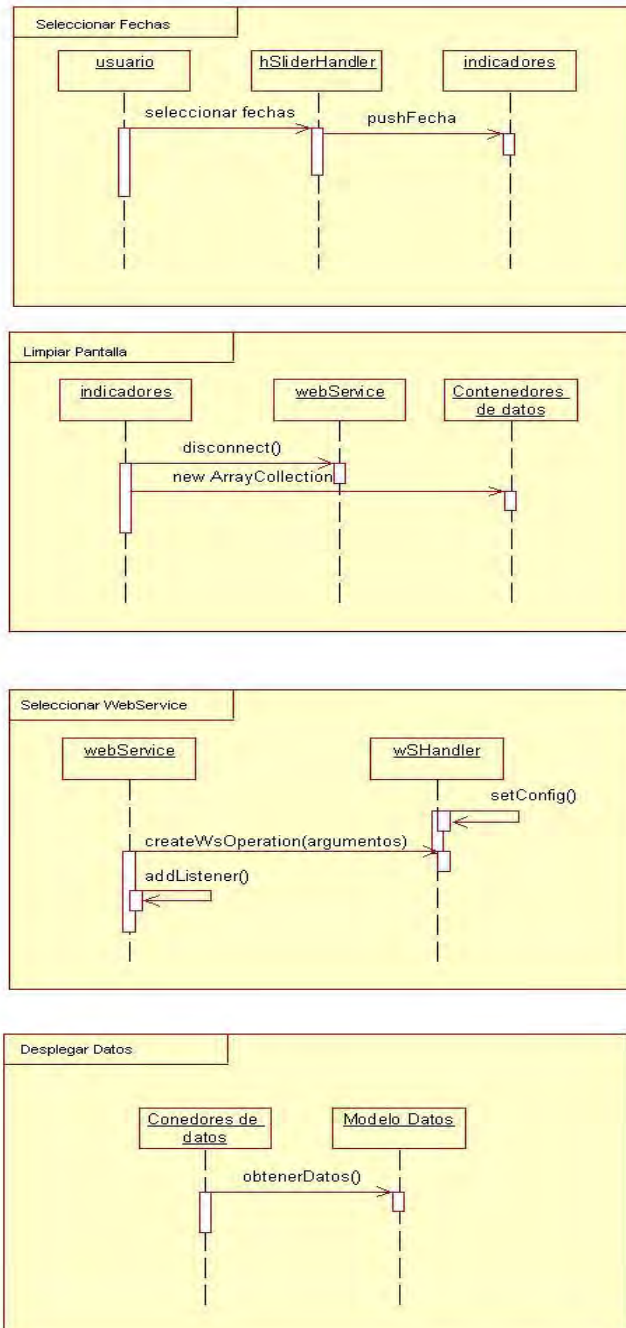 Seleccionar Fechas
usuario
hSliderHandler
indicadores
seleccionar fechas
pushFecha
Limpiar Pantalla
indicadores
webService
Contenedores
de datos
disconnect()
new ArrayCollection
Seleccionar WebService
webService
wSHandler
setConfig()
createWsOperation(argumentos)
addListener()
Desplegar Datos
Conedores de
datos
Modelo Datos
obtenerDatos()